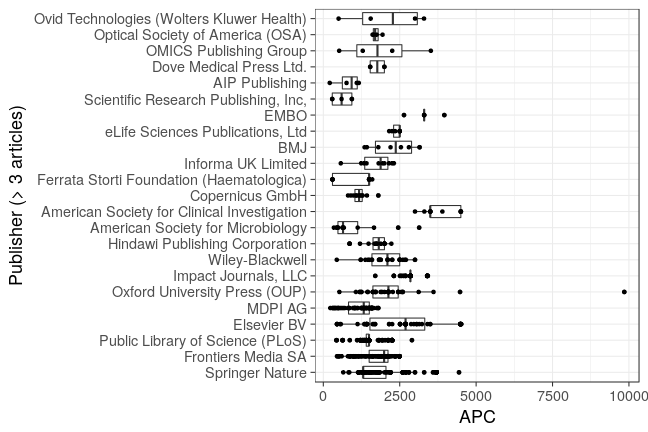 Publisher (> 3 articles)
Ovid Technologies (Wolters Kluwer Health)
Optical Society of America (OSA)
OMICS Publishing Group
Dove Medical Press Ltd.
AIP Publishing
Scientific Research Publishing, Inc,
EMBO
eLife Sciences Publications, Ltd
BMJ
Informa UK Limited
Ferrata Storti Foundation (Haematologica)
Copernicus GmbH
American Society for Clinical Investigation
American Society for Microbiology
Hindawi Publishing Corporation
Wiley-Blackwell
Impact Journals, LLC
Oxford University Press (OUP)
MDPI AG
Elsevier BV
Public Library of Science (PLoS)
Frontiers Media SA
Springer Nature
0 2500 5000 7500 10000
APC